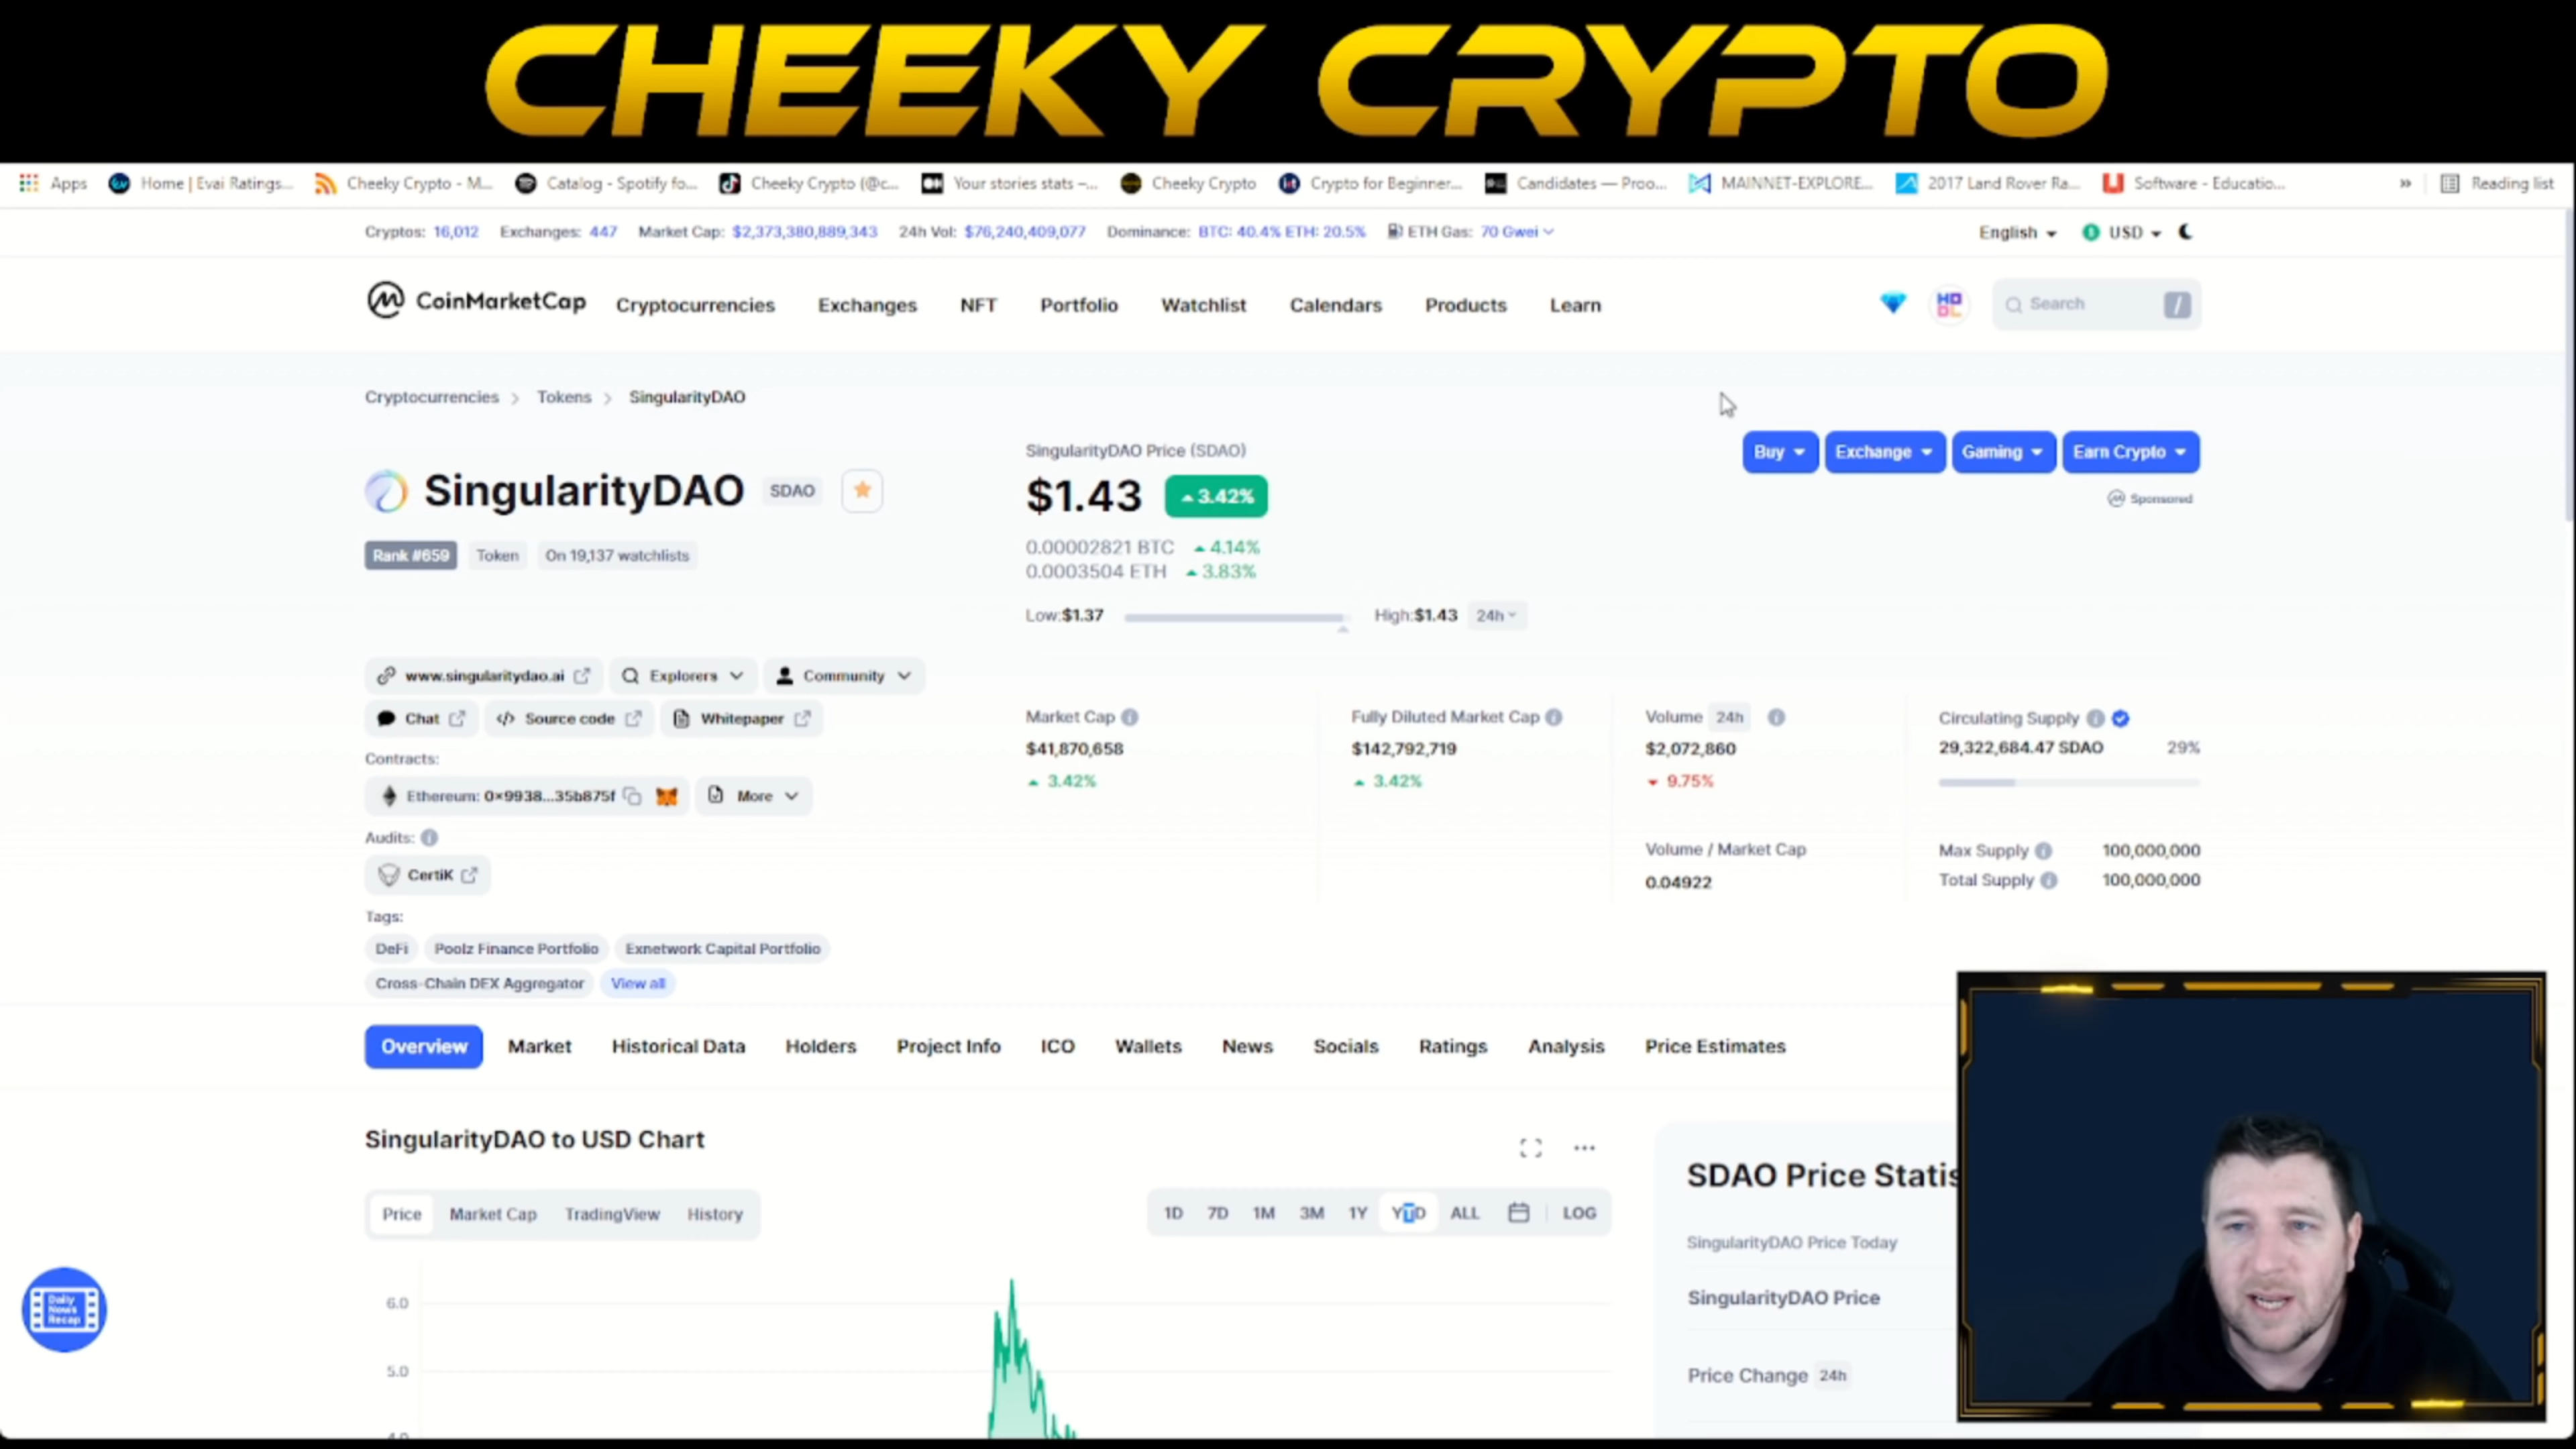 CHEEKY CRYPTO
Apps Home | Evai Ratings... Cheeky Crypto - M... Catalog - Spotify fo... Cheeky Crypto (@c... Your stories stats –... Cheeky Crypto Crypto for Beginner... Candidates — Proo... MAINNET-EXPLORE... 2017 Land Rover Ra... Software - Educatio... » Reading list
Cryptos: 16,012 Exchanges: 447 Market Cap: $2,373,380,889,343 24h Vol: $76,240,409,077 Dominance: BTC: 40.4% ETH: 20.5% ETH Gas: 70 Gwei English USD
CoinMarketCap Cryptocurrencies Exchanges NFT Portfolio Watchlist Calendars Products Learn Search /
Cryptocurrencies > Tokens > SingularityDAO
SingularityDAO Price (SDAO)
Buy Exchange Gaming Earn Crypto
SingularityDAO SDAO $1.43 3.42%
Sponsored
Rank #659 Token On 19,137 watchlists
0.00002821 BTC 4.14%
0.0003504 ETH 3.83%
Low:$1.37 High:$1.43 24h
www.singularitydao.ai Explorers Community
Chat Source code Whitepaper
Contracts:
Ethereum: 0x9938...35b875f More
Audits:
CertiK
Tags:
DeFi Poolz Finance Portfolio Exnetwork Capital Portfolio
Cross-Chain DEX Aggregator View all
Market Cap Fully Diluted Market Cap Volume 24h Circulating Supply
$41,870,658 $142,792,719 $2,072,860 29,322,684.47 SDAO 29%
3.42% 3.42% 9.75%
Volume / Market Cap Max Supply 100,000,000
0.04922 Total Supply 100,000,000
Overview Market Historical Data Holders Project Info ICO Wallets News Socials Ratings Analysis Price Estimates
SingularityDAO to USD Chart
Price Market Cap TradingView History 1D 7D 1M 3M 1Y YTD ALL LOG
6.0
5.0
4.0
SDAO Price Statis
SingularityDAO Price Today
SingularityDAO Price
Price Change 24h
Daily
News
Recap